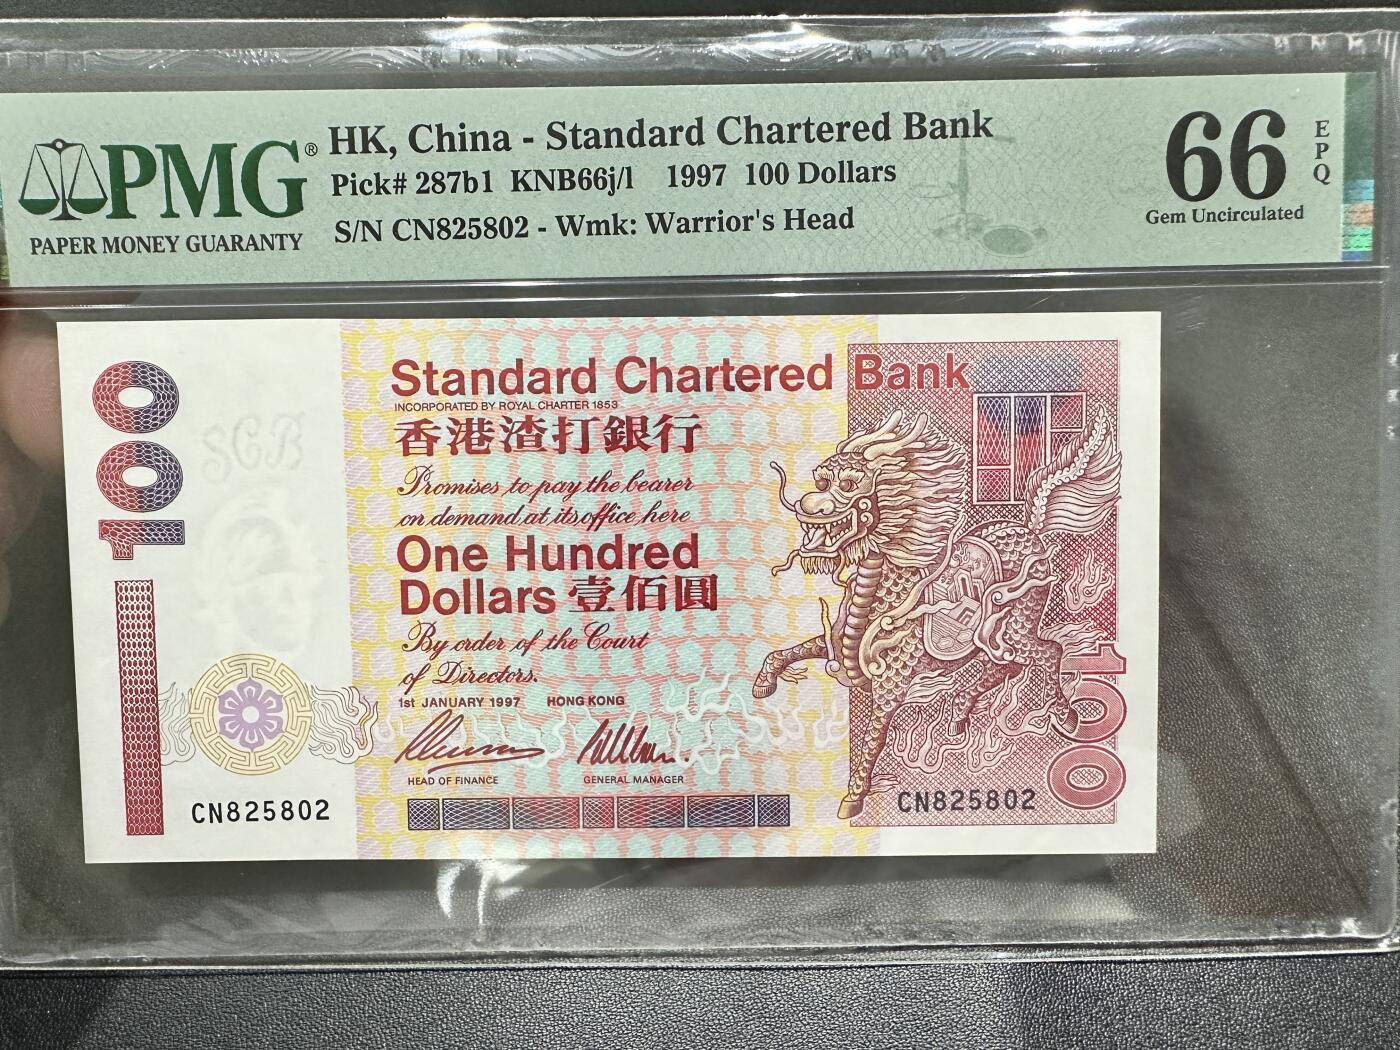 PMG®
PAPER MONEY GUARANTY
HK, China - Standard Chartered Bank
Pick# 287b1 KNB66j/l 1997 100 Dollars
S/N CN825802 - Wmk: Warrior's Head
66
EPQ
Gem Uncirculated
100
SCB
Standard Chartered Bank
INCORPORATED BY ROYAL CHARTER 1853
香港渣打銀行
Promises to pay the bearer
on demand at its office here
One Hundred
Dollars 壹佰圓
By order of the Court
of Directors.
1st JANUARY 1997 HONG KONG
HEAD OF FINANCE GENERAL MANAGER
CN825802
CN825802
100